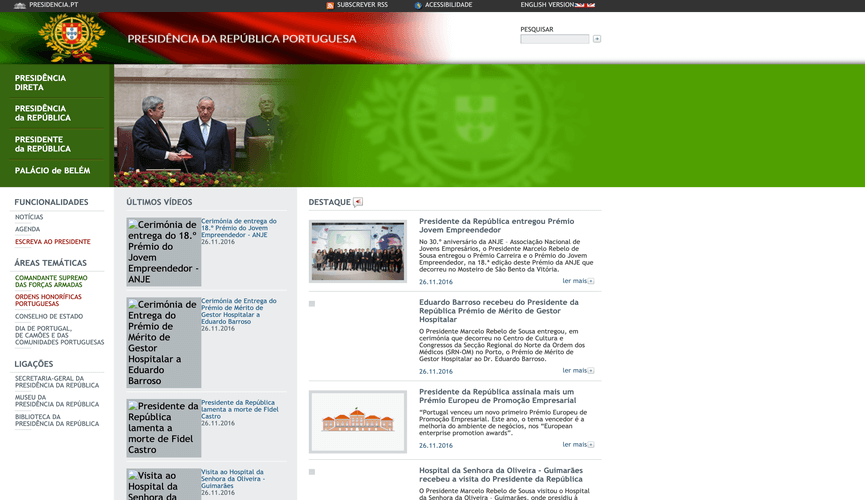 PRESIDENCIA.PT
SUBSCREVER RSS
ACESSIBILIDADE
ENGLISH VERSION
PRESIDÊNCIA DA REPÚBLICA PORTUGUESA
PESQUISAR
PRESIDÊNCIA
DIRETA
PRESIDÊNCIA
da REPÚBLICA
PRESIDENTE
da REPÚBLICA
PALÁCIO de BELÉM
FUNCIONALIDADES
NOTÍCIAS
AGENDA
ESCREVA AO PRESIDENTE
ÁREAS TEMÁTICAS
COMANDANTE SUPREMO
DAS FORÇAS ARMADAS
ORDENS HONORÍFICAS
PORTUGUESAS
CONSELHO DE ESTADO
DIA DE PORTUGAL,
DE CAMÕES E DAS
COMUNIDADES PORTUGUESAS
LIGAÇÕES
SECRETARIA-GERAL DA
PRESIDÊNCIA DA REPÚBLICA
MUSEU DA
PRESIDÊNCIA DA REPÚBLICA
BIBLIOTECA DA
PRESIDÊNCIA DA REPÚBLICA
ÚLTIMOS VÍDEOS
Cerimónia de
entrega do 18.º
Prémio do
Jovem
Empreendedor -
ANJE
Cerimónia de entrega do
18.º Prémio do Jovem
Empreendedor - ANJE
26.11.2016
Cerimónia de
Entrega do
Prémio de
Mérito de
Gestor
Hospitalar a
Eduardo
Barroso
Cerimónia de Entrega do
Prémio de Mérito de
Gestor Hospitalar a
Eduardo Barroso
26.11.2016
Presidente da
República
lamenta a
morte de Fidel
Castro
Presidente da República
lamenta a morte de Fidel
Castro
26.11.2016
Visita ao
Hospital da
Senhora da
Visita ao Hospital da
Senhora da Oliveira -
Guimarães
26.11.2016
DESTAQUE
Presidente da República entregou Prémio
Jovem Empreendedor
No 30.º aniversário da ANJE - Associação Nacional de
Jovens Empresários, o Presidente Marcelo Rebelo de
Sousa entregou o Prémio Carreira e o Prémio do Jovem
Empreendedor, na 18.ª edição deste Prémio da ANJE que
decorreu no Mosteiro de São Bento da Vitória.
26.11.2016
ler mais
Eduardo Barroso recebeu do Presidente da
República Prémio de Mérito de Gestor
Hospitalar
O Presidente Marcelo Rebelo de Sousa entregou, em
cerimónia que decorreu no Centro de Cultura e
Congressos da Secção Regional do Norte da Ordem dos
Médicos (SRN-OM) no Porto, o Prémio de Mérito de
Gestor Hospitalar ao Dr. Eduardo Barroso.
26.11.2016
ler mais
Presidente da República assinala mais um
Prémio Europeu de Promoção Empresarial
“Portugal venceu um novo primeiro Prémio Europeu de
Promoção Empresarial. Este ano, o tema vencedor é a
melhoria do ambiente de negócios, nos “European
enterprise promotion awards”.
26.11.2016
ler mais
Hospital da Senhora da Oliveira - Guimarães
recebeu a visita do Presidente da República
O Presidente Marcelo Rebelo de Sousa visitou o Hospital
da Senhora da Oliveira - Guimarães, onde presidiu à